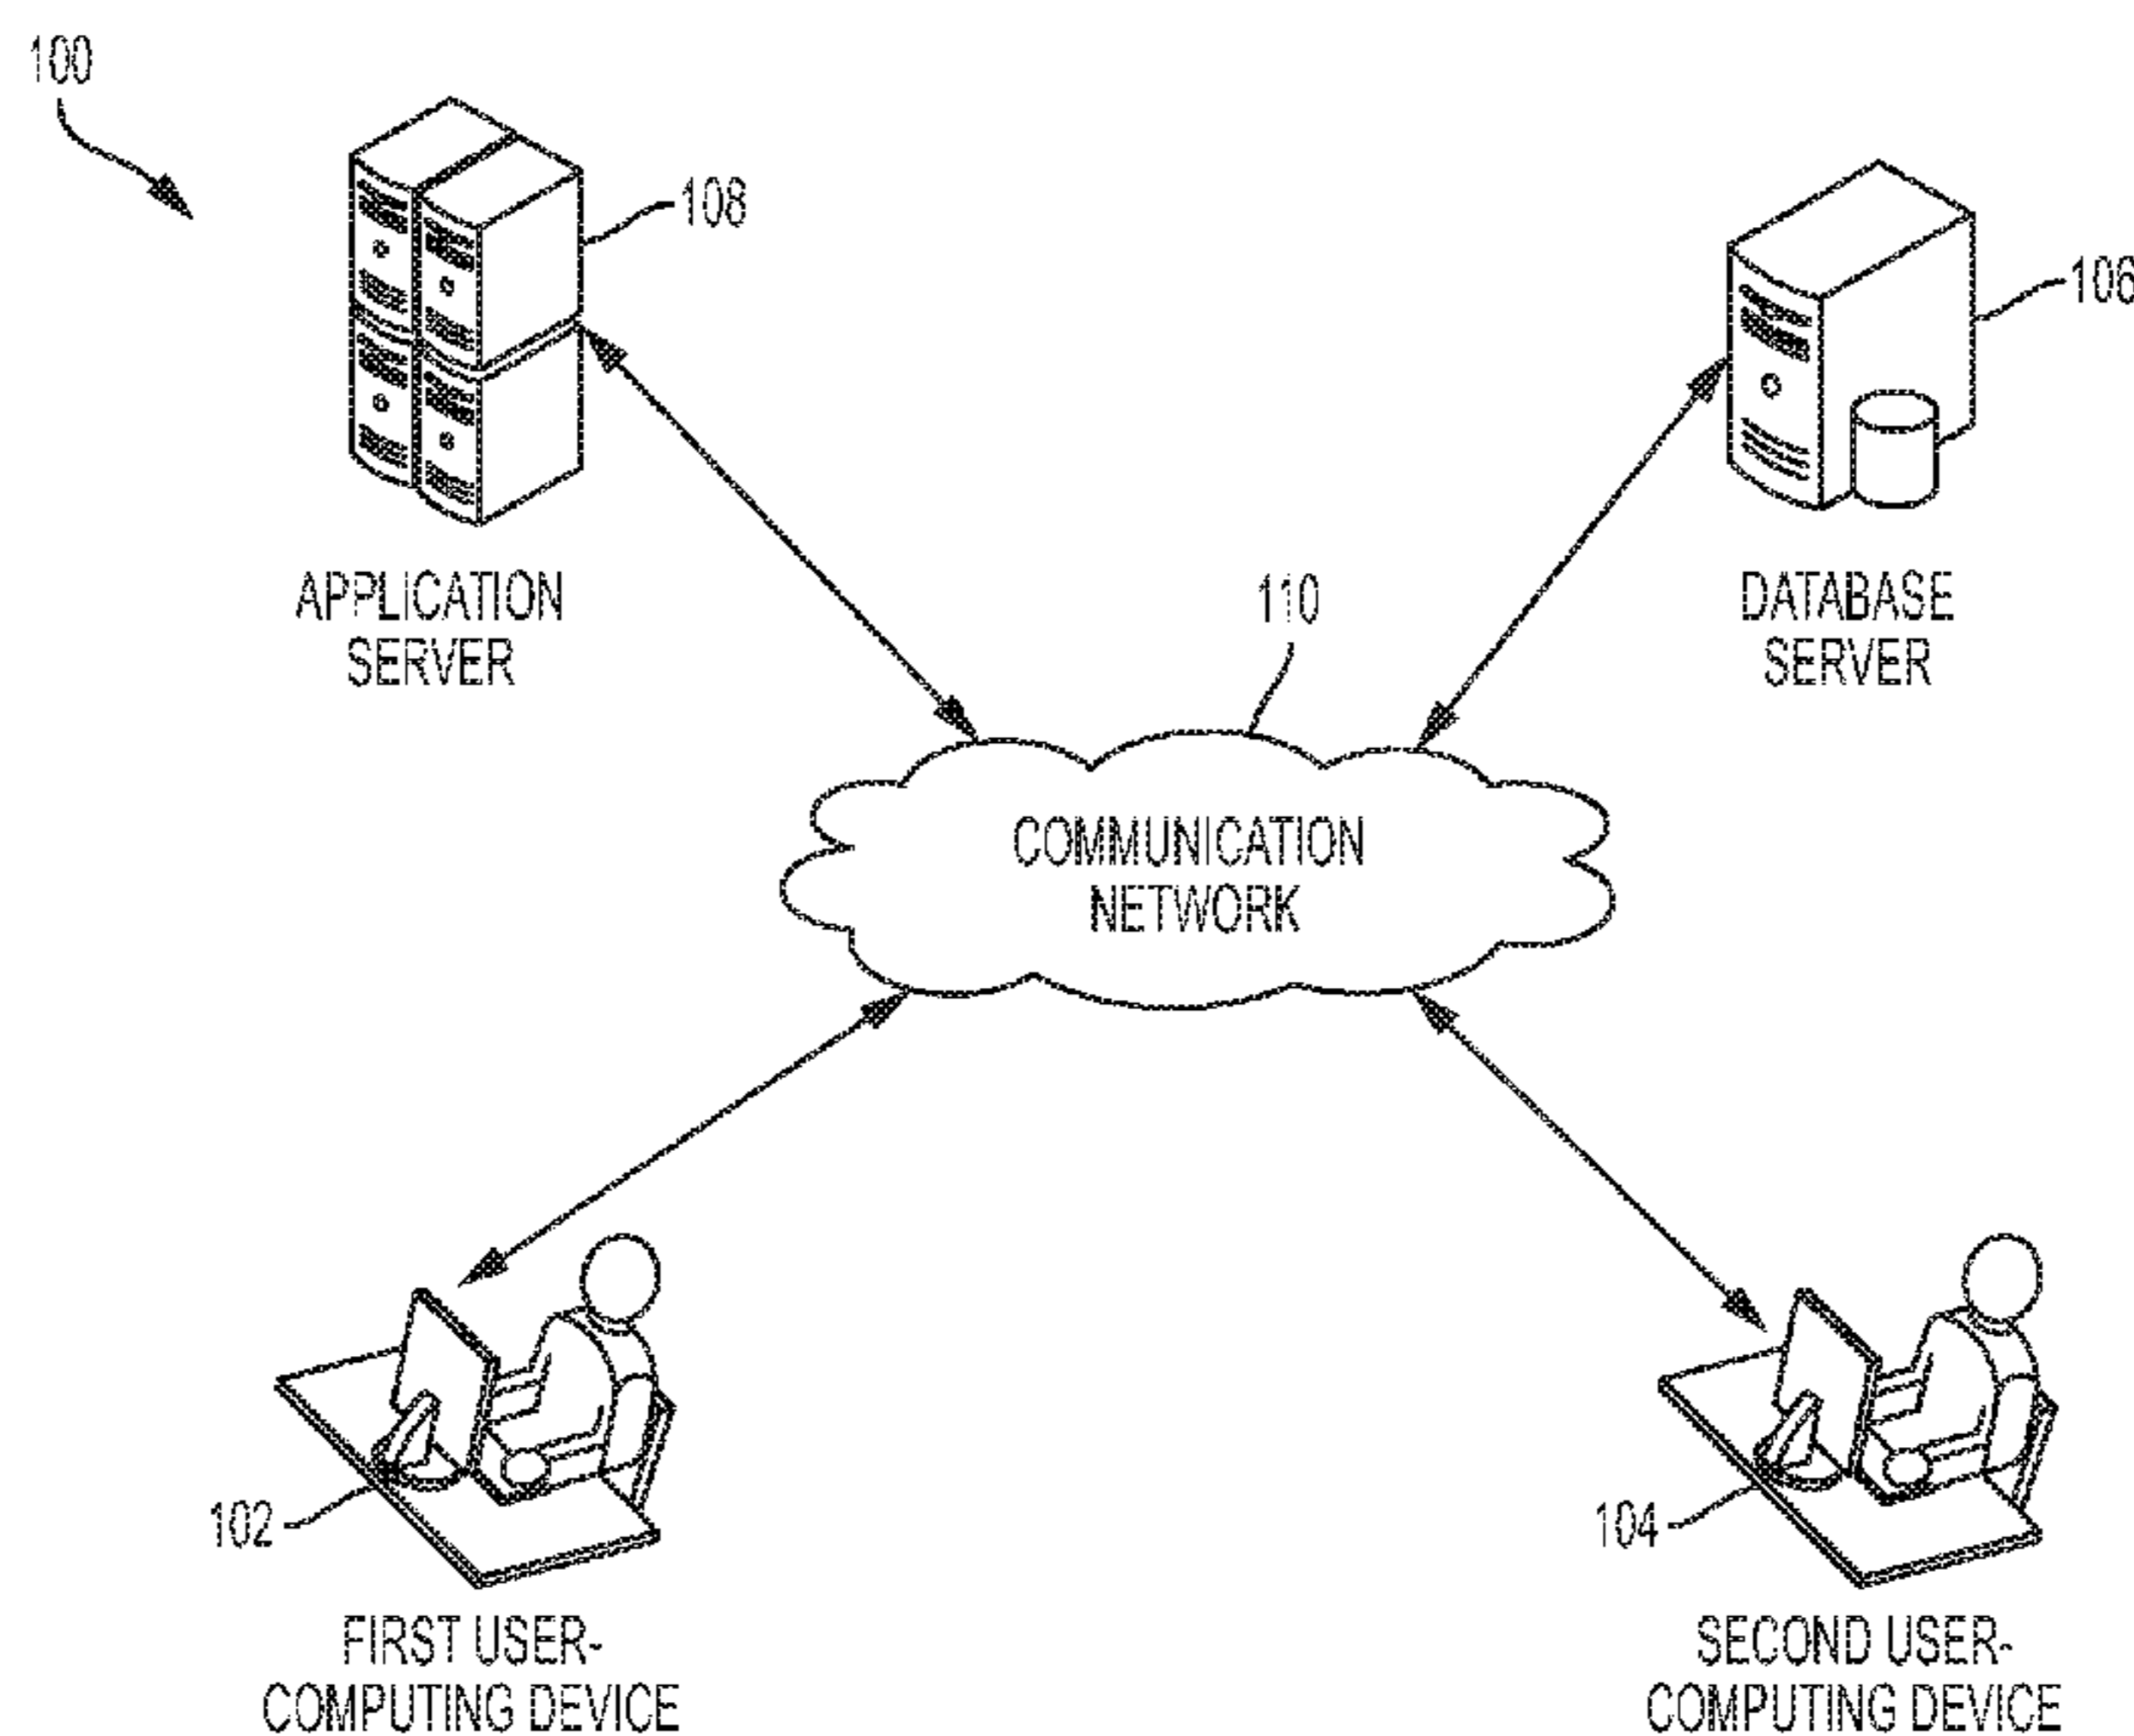 100
108
106
APPLICATION
SERVER
110
DATABASE
SERVER
COMMUNICATION
NETWORK
102
104
FIRST USER-
COMPUTING DEVICE
SECOND USER-
COMPUTING DEVICE